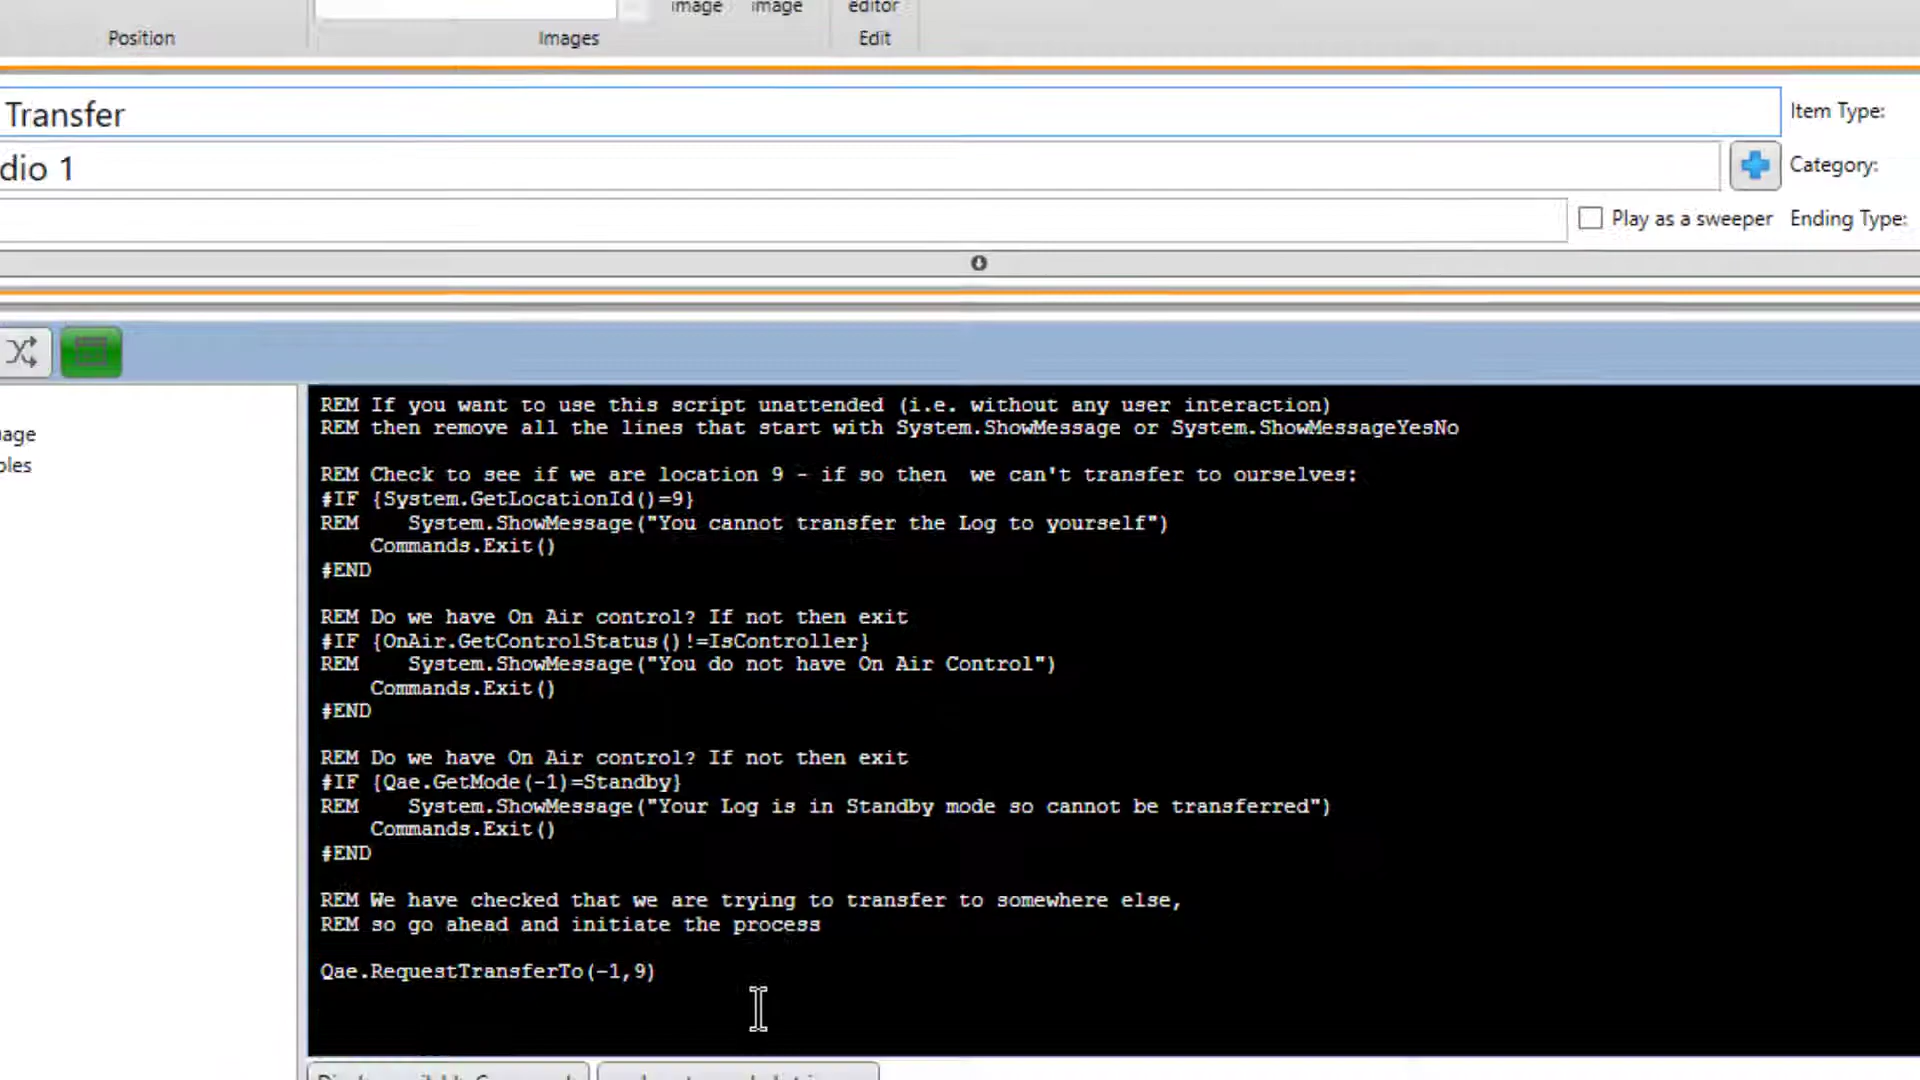 image image editor
Position Images Edit
Transfer Item Type:
dio 1 Category:
Play as a sweeper Ending Type:
REM If you want to use this script unattended (i.e. without any user interaction)
REM then remove all the lines that start with System.ShowMessage or System.ShowMessageYesNo
age
REM Check to see if we are location 9 - if so then  we can't transfer to ourselves:
#IF {System.GetLocationId()=9}
REM    System.ShowMessage("You cannot transfer the Log to yourself")
Commands.Exit()
#END
REM Do we have On Air control? If not then exit
#IF {OnAir.GetControlStatus()!=IsController}
REM    System.ShowMessage("You do not have On Air Control")
Commands.Exit()
#END
REM Do we have On Air control? If not then exit
#IF {Qae.GetMode(-1)=Standby}
REM    System.ShowMessage("Your Log is in Standby mode so cannot be transferred")
Commands.Exit()
#END
REM We have checked that we are trying to transfer to somewhere else,
REM so go ahead and initiate the process
Qae.RequestTransferTo(-1,9)